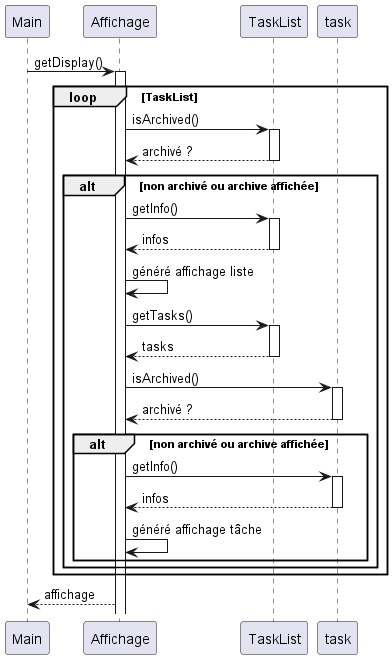 Main Affichage TaskList task
getDisplay()
loop [TaskList]
isArchived()
archivé ?
alt [non archivé ou archive affichée]
getInfo()
infos
généré affichage liste
getTasks()
tasks
isArchived()
archivé ?
alt [non archivé ou archive affichée]
getInfo()
infos
généré affichage tâche
affichage
Main Affichage TaskList task